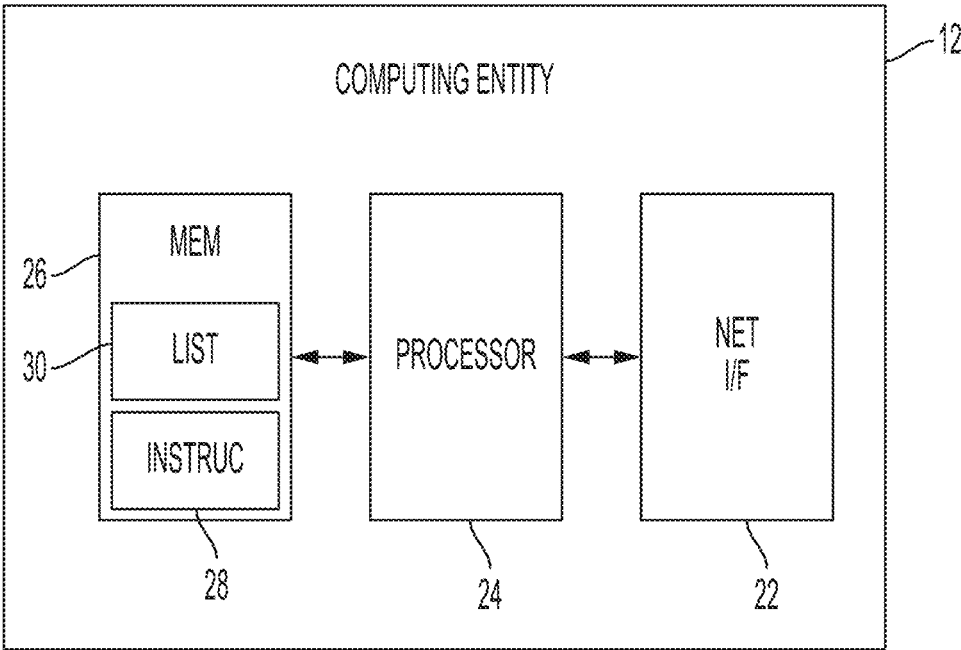 12
COMPUTING ENTITY
MEM
26
LIST
30
PROCESSOR
NET
I/F
INSTRUC
28
24
22